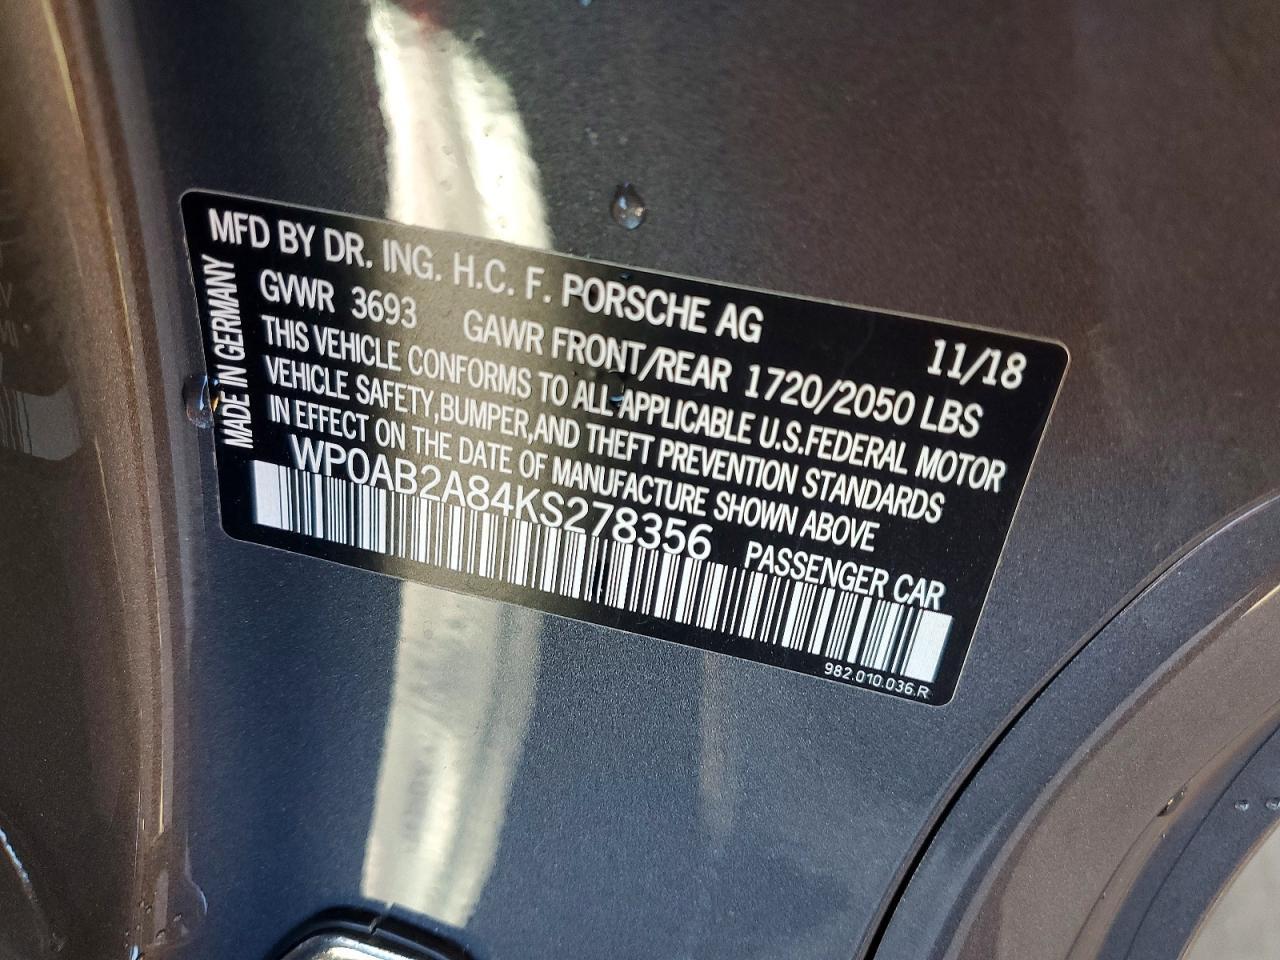 MFD BY DR. ING. H.C. F. PORSCHE AG 11/18
GVWR 3693 GAWR FRONT/REAR 1720/2050 LBS
THIS VEHICLE CONFORMS TO ALL APPLICABLE U.S.FEDERAL MOTOR
VEHICLE SAFETY,BUMPER,AND THEFT PREVENTION STANDARDS
IN EFFECT ON THE DATE OF MANUFACTURE SHOWN ABOVE
WP0AB2A84KS278356 PASSENGER CAR
982.010.036.R
MADE IN GERMANY